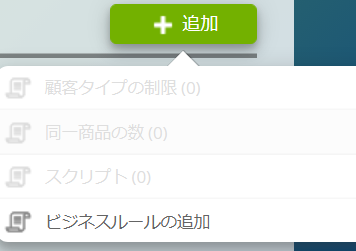 追加
顧客タイプの制限 (0)
同一商品の数 (0)
スクリプト (0)
ビジネスルールの追加